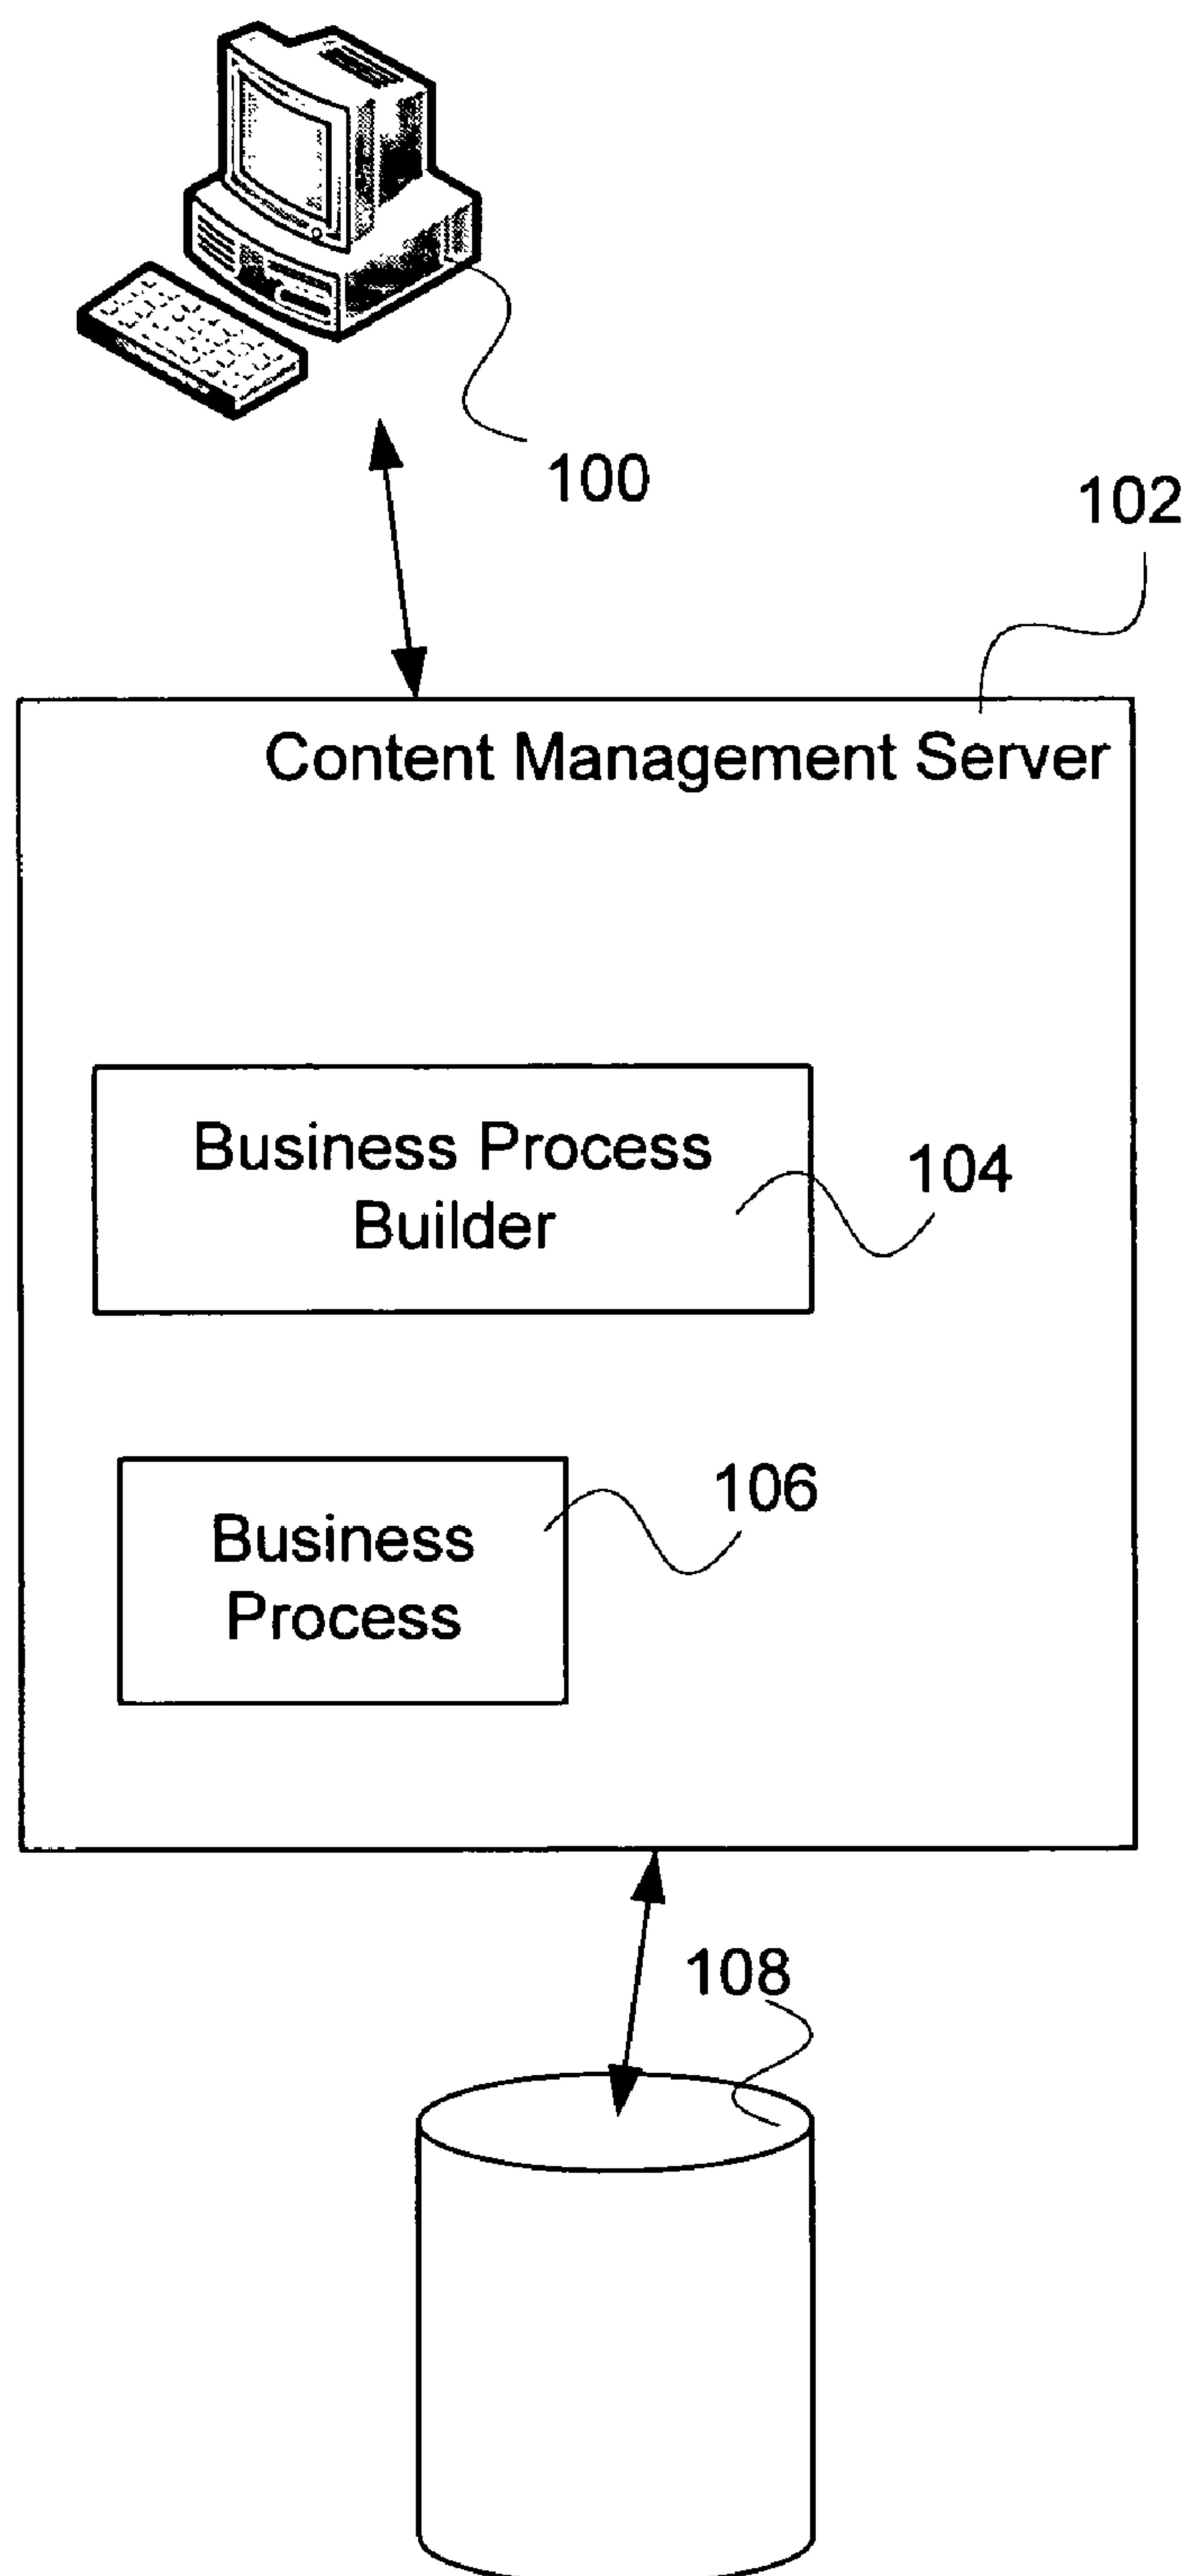 100
102
Content Management Server
Business Process
Builder
104
Business
Process
106
108